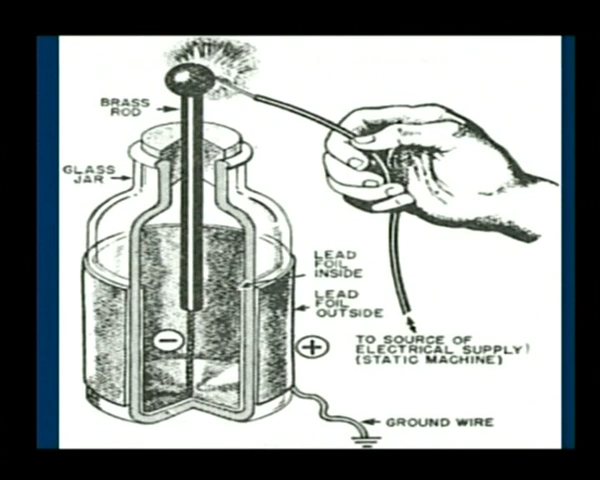 BRASS
ROD
GLASS
JAR
LEAD
FOIL
INSIDE
LEAD
FOIL
OUTSIDE
−
+
TO SOURCE OF
ELECTRICAL SUPPLY)
(STATIC MACHINE)
GROUND WIRE